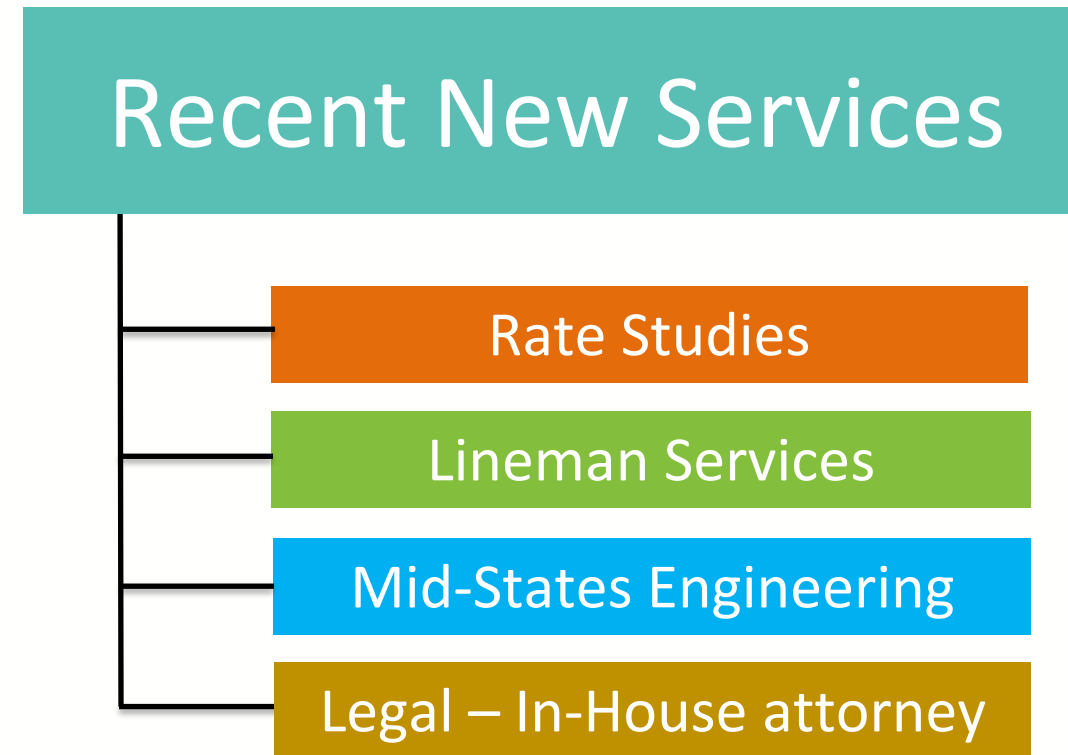 Recent New Services
Rate Studies
Lineman Services
Mid-States Engineering
Legal – In-House attorney